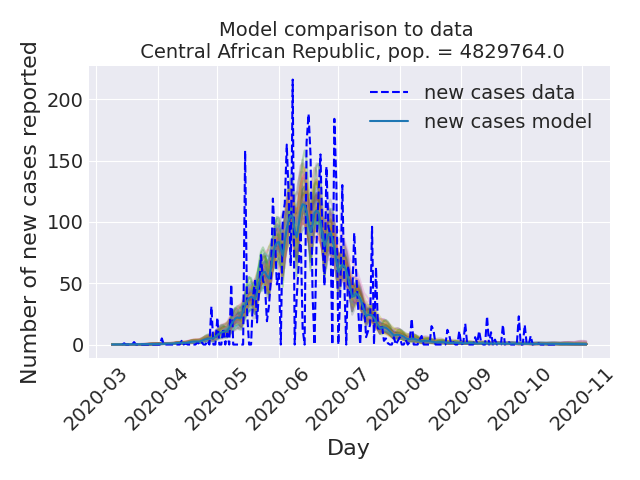 Model comparison to data
Central African Republic, pop. = 4829764.0
Number of new cases reported
200
150
100
50
0
new cases data
new cases model
2020-03
2020-04
2020-05
2020-06
2020-07
2020-08
2020-09
2020-10
2020-11
Day